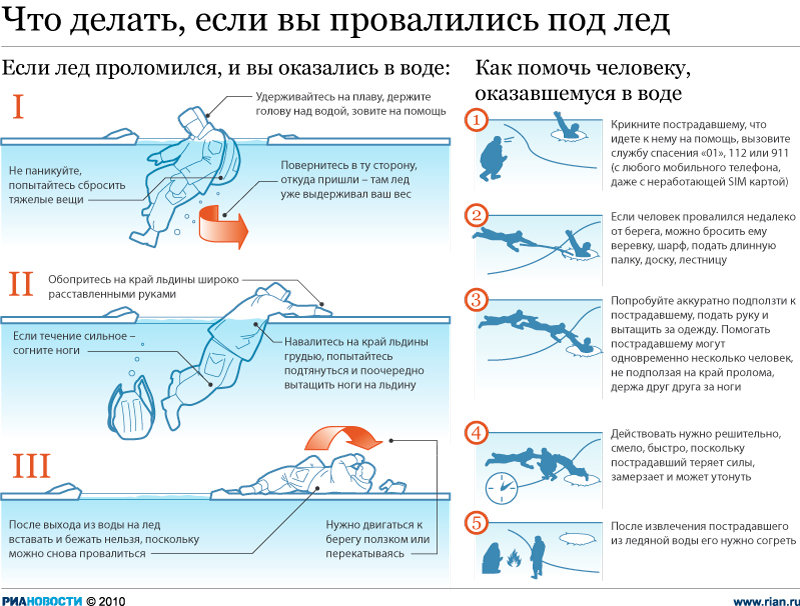 Что делать, если вы провалились под лед
Если лед проломился, и вы оказались в воде:
I
Удерживайтесь на плаву, держите
голову над водой, зовите на помощь
Не паникуйте,
попытайтесь сбросить
тяжелые вещи
Повернитесь в ту сторону,
откуда пришли – там лед
уже выдерживал ваш вес
II
Обопритесь на край льдины широко
расставленными руками
Если течение сильное –
согните ноги
Навалитесь на край льдины
грудью, попытайтесь
подтянуться и поочередно
вытащить ноги на льдину
III
После выхода из воды на лед
вставать и бежать нельзя, поскольку
можно снова провалиться
Нужно двигаться к
берегу ползком или
перекатываясь
Как помочь человеку,
оказавшемуся в воде
1
Крикните пострадавшему, что
идете к нему на помощь, вызовите
службу спасения «01», 112 или 911
(с любого мобильного телефона,
даже с неработающей SIM картой)
2
Если человек провалился недалеко
от берега, можно бросить ему
веревку, шарф, подать длинную
палку, доску, лестницу
3
Попробуйте аккуратно подползти к
пострадавшему, подать руку и
вытащить за одежду. Помогать
пострадавшему могут
одновременно несколько человек,
не подползая на край пролома,
держа друг друга за ноги
4
Действовать нужно решительно,
смело, быстро, поскольку
пострадавший теряет силы,
замерзает и может утонуть
5
После извлечения пострадавшего
из ледяной воды его нужно согреть
РИАНОВОСТИ © 2010
www.rian.ru